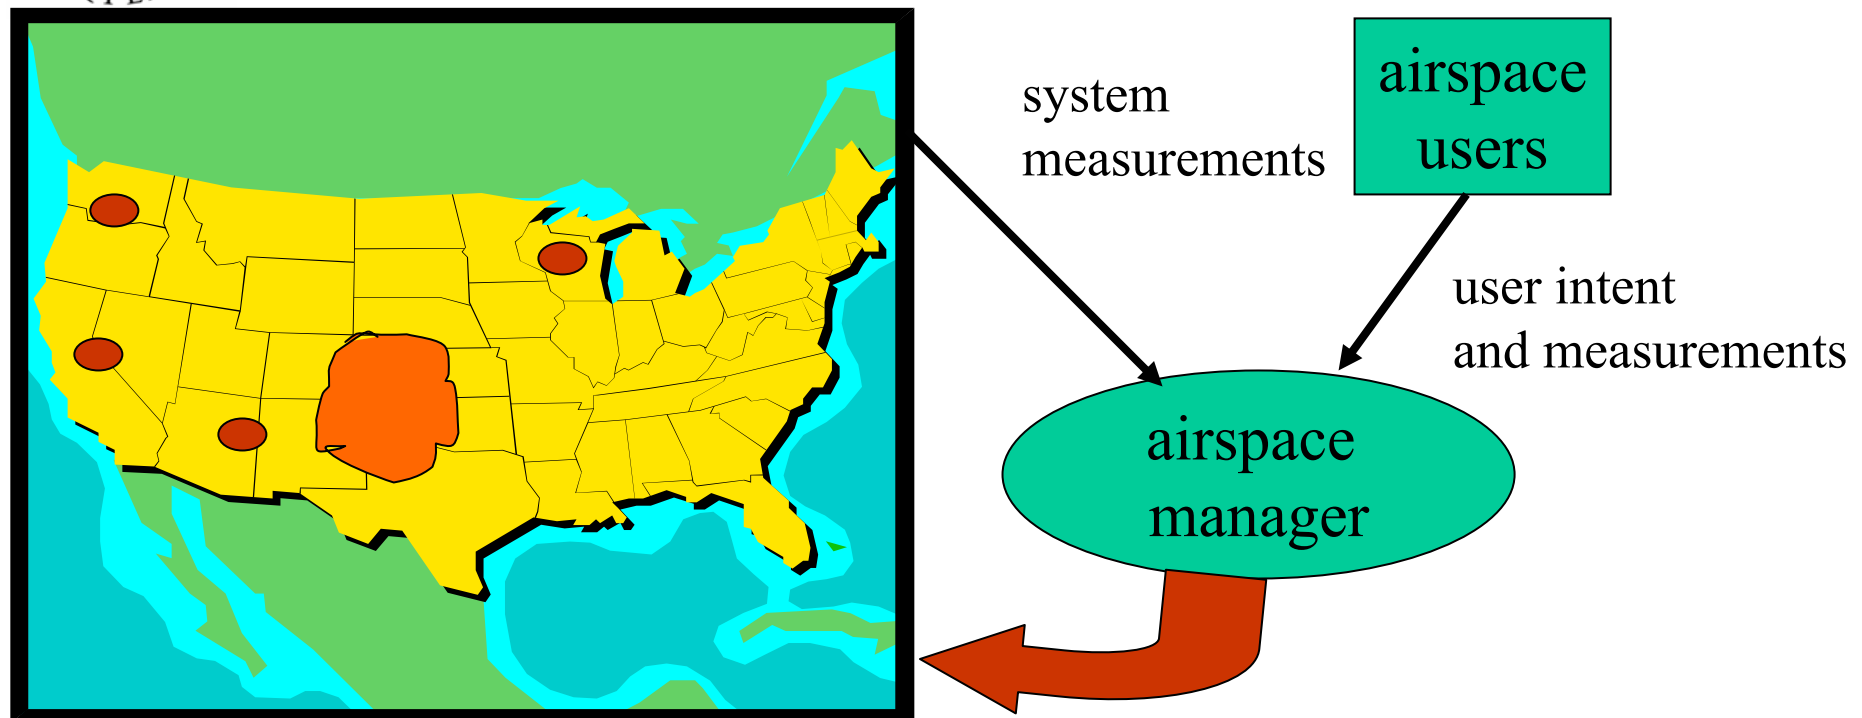 system
measurements
airspace
users
user intent
and measurements
airspace
manager